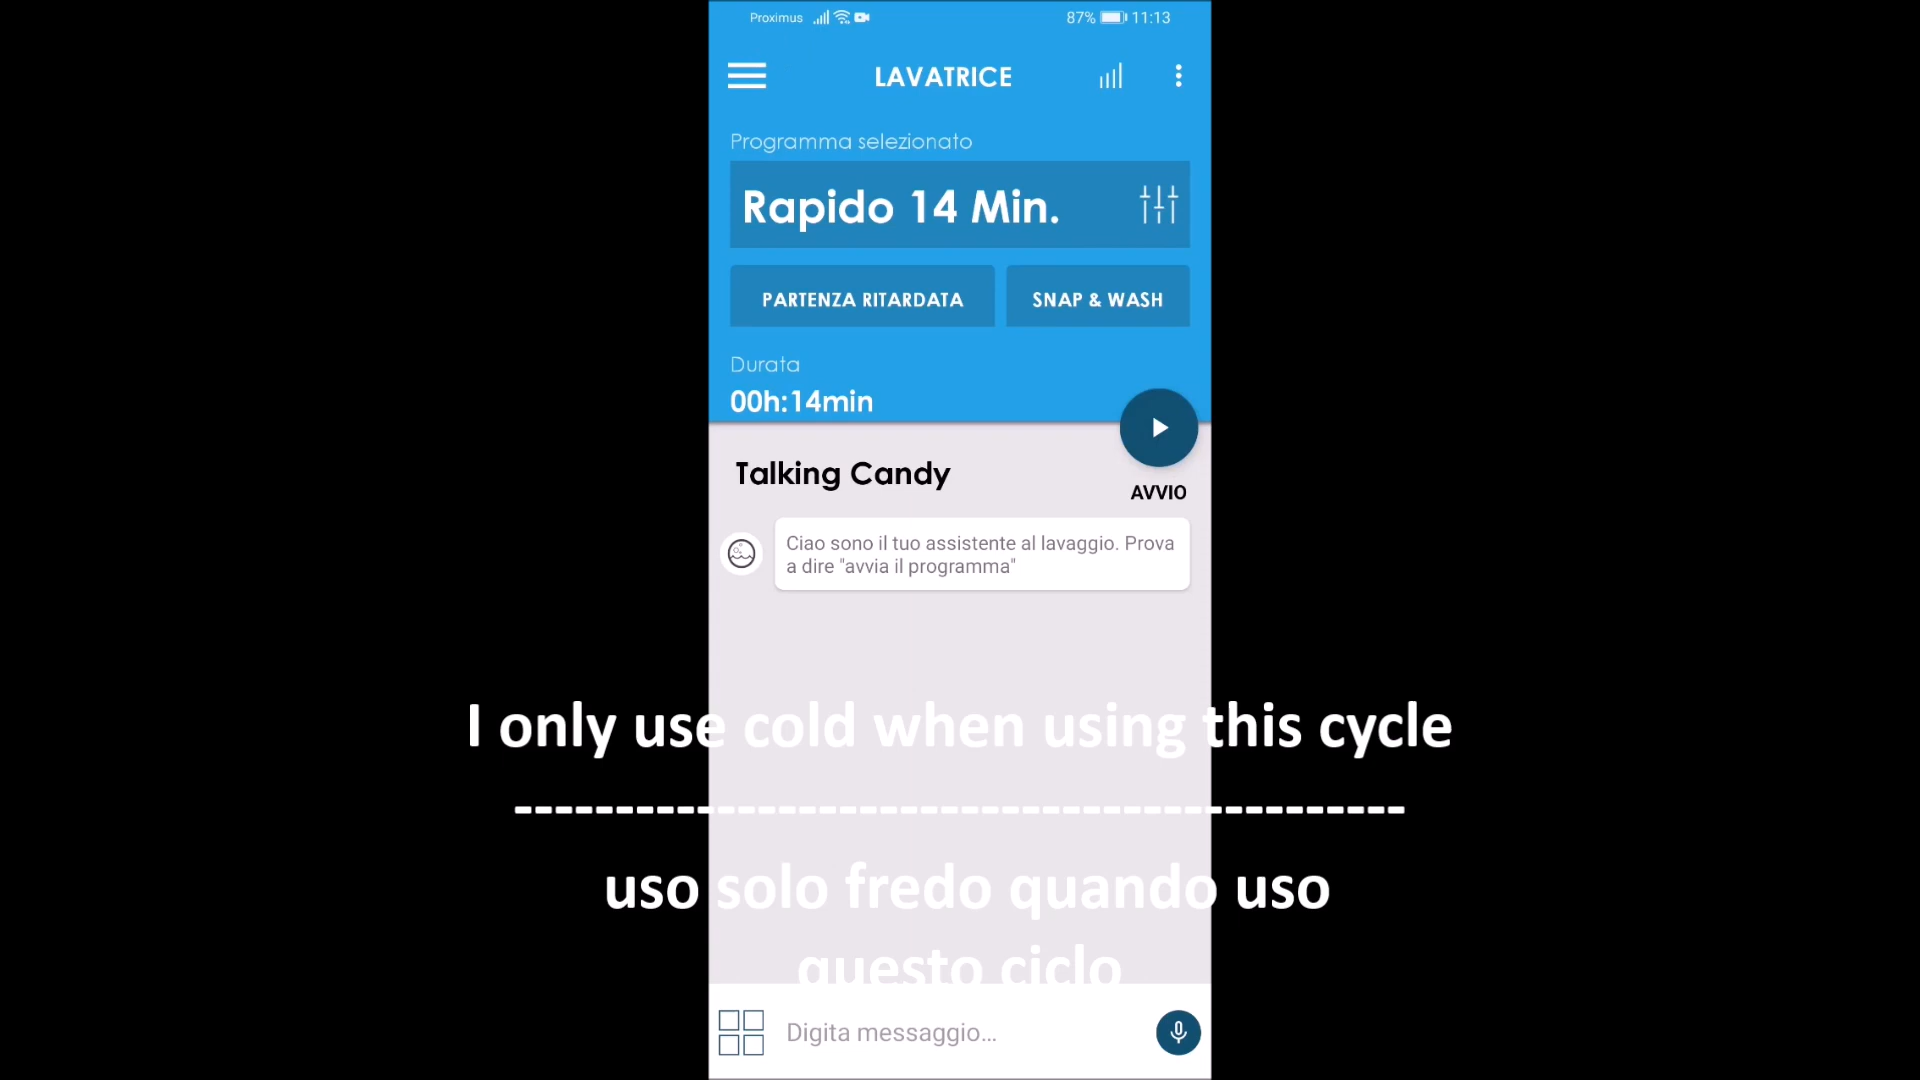 Proximus 87% 11:13
LAVATRICE
Programma selezionato
Rapido 14 Min.
PARTENZA RITARDATA SNAP & WASH
Durata
00h:14min
Talking Candy
AVVIO
Ciao sono il tuo assistente al lavaggio. Prova
a dire "avvia il programma"
I only use cold when using this cycle
--------------------------------------------
uso solo fredo quando uso
questo ciclo
Digita messaggio...